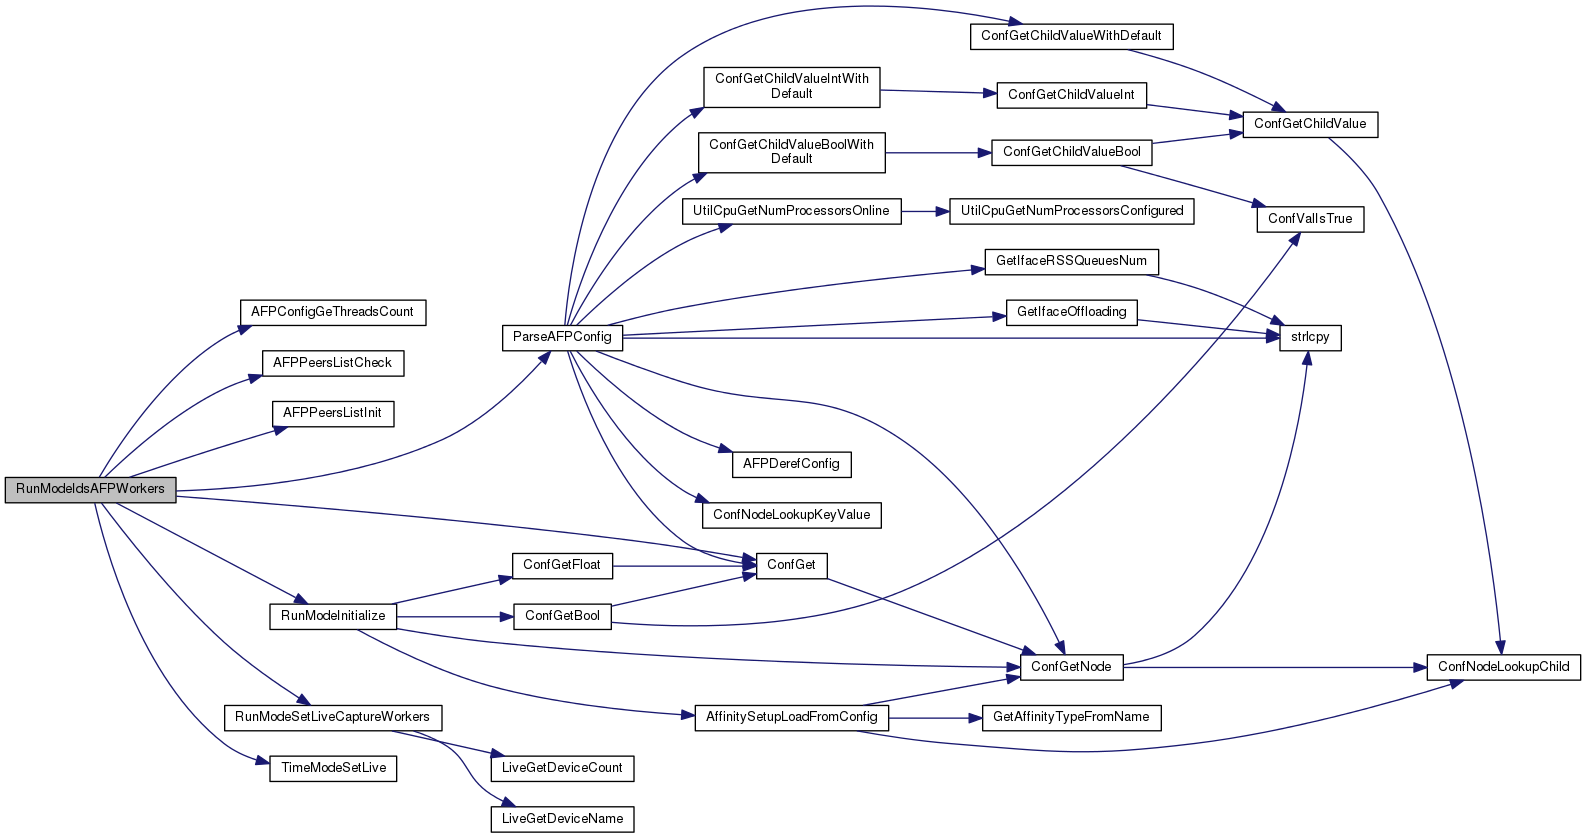 ConfGetChildValueWithDefault
ConfGetChildValueIntWith
Default
ConfGetChildValueInt
ConfGetChildValue
ConfGetChildValueBoolWith
Default
ConfGetChildValueBool
UtilCpuGetNumProcessorsOnline
UtilCpuGetNumProcessorsConfigured
ConfValIsTrue
GetIfaceRSSQueuesNum
AFPConfigGeThreadsCount
GetIfaceOffloading
ParseAFPConfig
strlcpy
AFPPeersListCheck
AFPPeersListInit
AFPDerefConfig
RunModeIdsAFPWorkers
ConfNodeLookupKeyValue
ConfGetFloat
ConfGet
RunModeInitialize
ConfGetBool
ConfGetNode
ConfNodeLookupChild
RunModeSetLiveCaptureWorkers
AffinitySetupLoadFromConfig
GetAffinityTypeFromName
TimeModeSetLive
LiveGetDeviceCount
LiveGetDeviceName